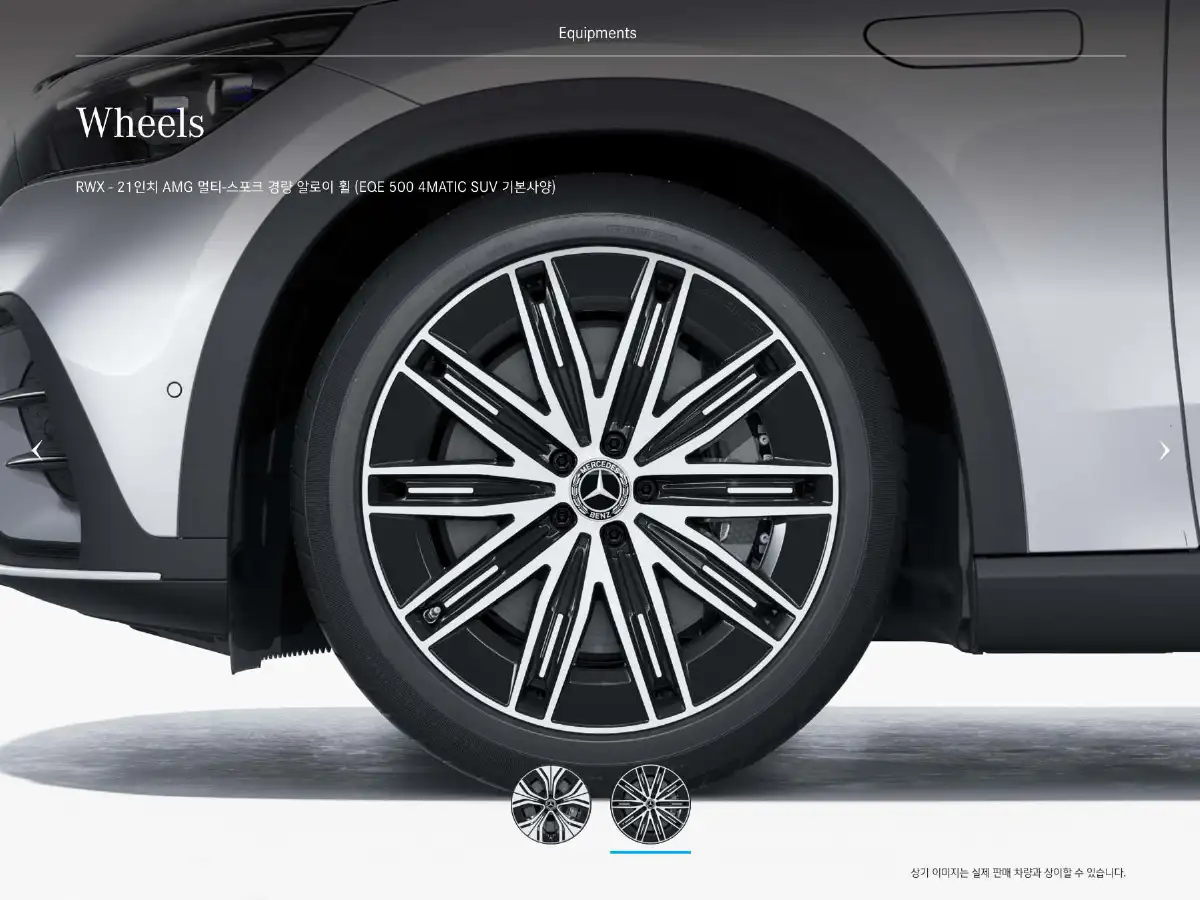 Equipments
Wheels
RWX - 21인치 AMG 멀티-스포크 경량 알로이 휠 (EQE 500 4MATIC SUV 기본사양)
MERCEDES
BENZ
상기 이미지는 실제 판매 차량과 상이할 수 있습니다.